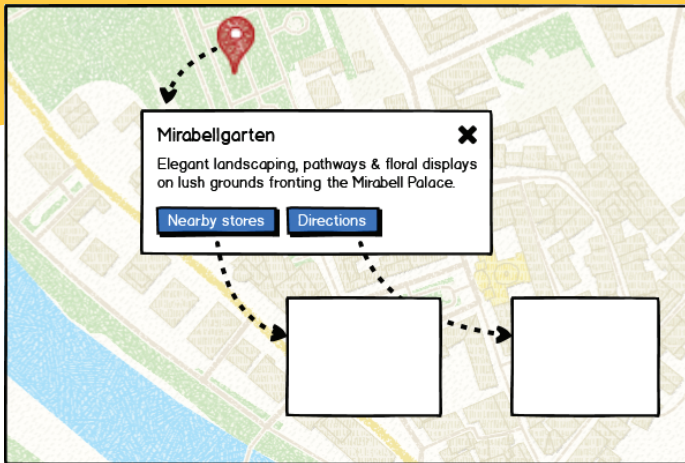 Mirabellgarten
Elegant landscaping, pathways & floral displays
on lush grounds fronting the Mirabell Palace.
Nearby stores
Directions